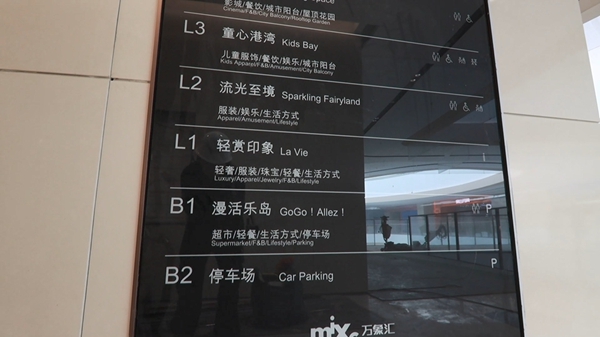 影城/餐饮/城市阳台/屋顶花园
Cinema/F&B/City Balcony/Rooftop Garden
L3 童心港湾 Kids Bay
儿童服饰/餐饮/娱乐/城市阳台
Kids Apparel/F&B/Amusement/City Balcony
L2 流光至境 Sparkling Fairyland
服装/娱乐/生活方式
Apparel/Amusement/Lifestyle
L1 轻赏印象 La Vie
轻奢/服装/珠宝/轻餐/生活方式
Luxury/Apparel/Jewelry/F&B/Lifestyle
B1 漫活乐岛 GoGo！Allez！
P
超市/轻餐/生活方式/停车场
Supermarket/F&B/Lifestyle/Parking
B2 停车场 Car Parking
P
mixc 万象汇